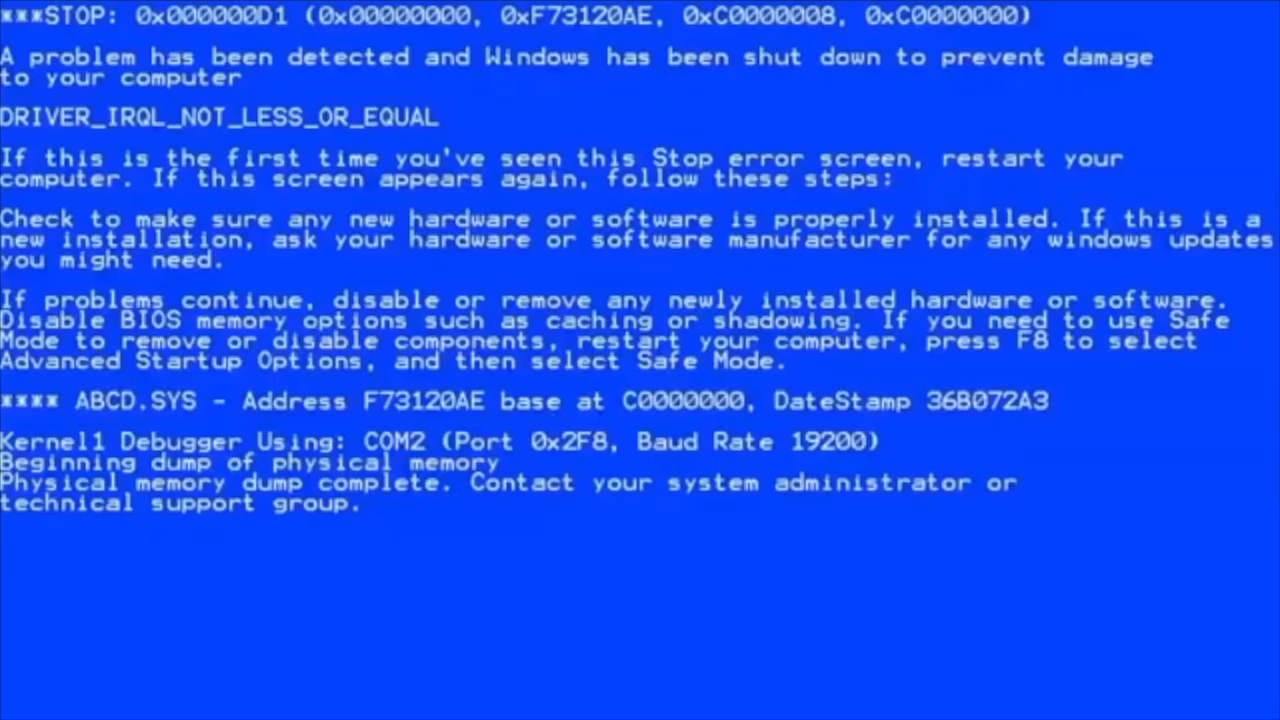 ***STOP: 0x000000D1 (0x00000000, 0xF73120AE, 0xC0000008, 0xC0000000)
A problem has been detected and Windows has been shut down to prevent damage
to your computer
DRIVER_IRQL_NOT_LESS_OR_EQUAL
If this is the first time you've seen this Stop error screen, restart your
computer. If this screen appears again, follow these steps:
Check to make sure any new hardware or software is properly installed. If this is a
new installation, ask your hardware or software manufacturer for any windows updates
you might need.
If problems continue, disable or remove any newly installed hardware or software.
Disable BIOS memory options such as caching or shadowing. If you need to use Safe
Mode to remove or disable components, restart your computer, press F8 to select
Advanced Startup Options, and then select Safe Mode.
**** ABCD.SYS - Address F73120AE base at C0000000, DateStamp 36B072A3
Kernel1 Debugger Using: COM2 (Port 0x2F8, Baud Rate 19200)
Beginning dump of physical memory
Physical memory dump complete. Contact your system administrator or
technical support group.